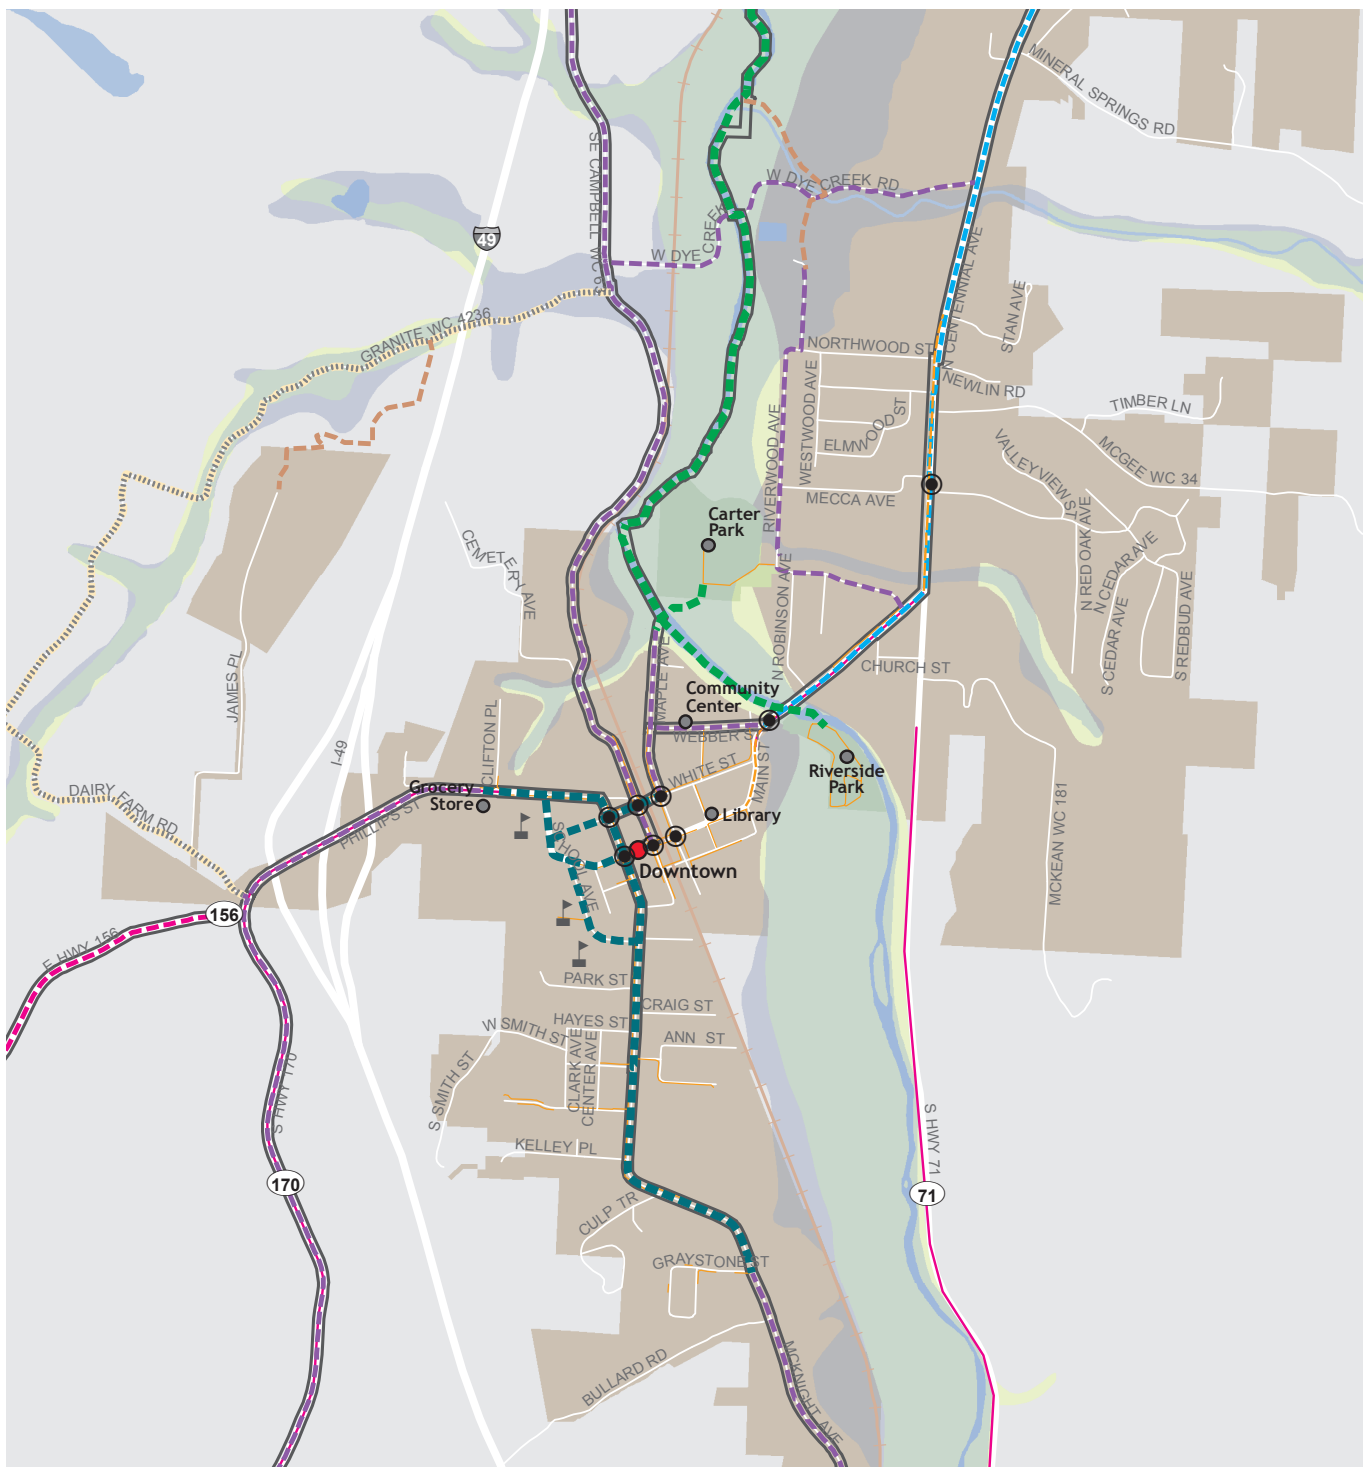 MINERAL SPRINGS RD
SE CAMPBELL WC 63
W DYE CREEK RD
49
W DYE CREEK
N CENTENNIAL AVE
STAN AVE
GRANITE WC 4236
NORTHWOOD ST
NEWLIN RD
TIMBER LN
WESTWOOD AVE
ELMWOOD ST
RIVERWOOD AVE
VALLEY VIEW ST
MCGEE WC 34
MECCA AVE
Carter
Park
CEMETERY AVE
N RED OAK AVE
N CEDAR AVE
S CEDAR AVE
S REDBUD AVE
N ROBINSON AVE
MAPLE AVE
CHURCH ST
JAMES PL
Community
Center
WEBBER ST
CLIFTON PL
I-49
WHITE ST
MAIN ST
Riverside
Park
Grocery
Store
DAIRY FARM RD
PHILLIPS ST
Library
SCHOOL AVE
MCKEAN WC 181
Downtown
156
E HWY 156
PARK ST
CRAIG ST
HAYES ST
W SMITH ST
ANN ST
CLARK AVE
CENTER AVE
S SMITH ST
S HWY 170
KELLEY PL
S HWY 71
170
71
CULP TR
GRAYSTONE ST
BULLARD RD
MCKNIGHT AVE